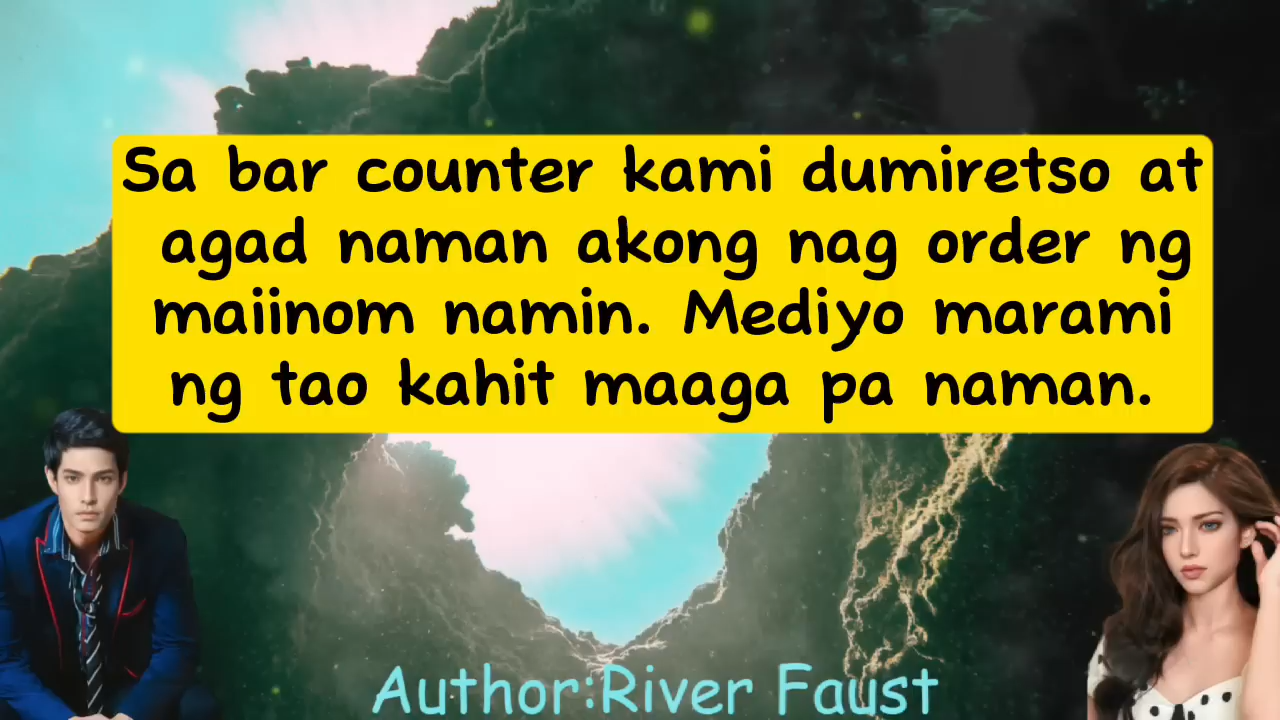 Sa bar counter kami dumiretso at
agad naman akong nag order ng
maiinom namin. Mediyo marami
ng tao kahit maaga pa naman.
Author:River Faust